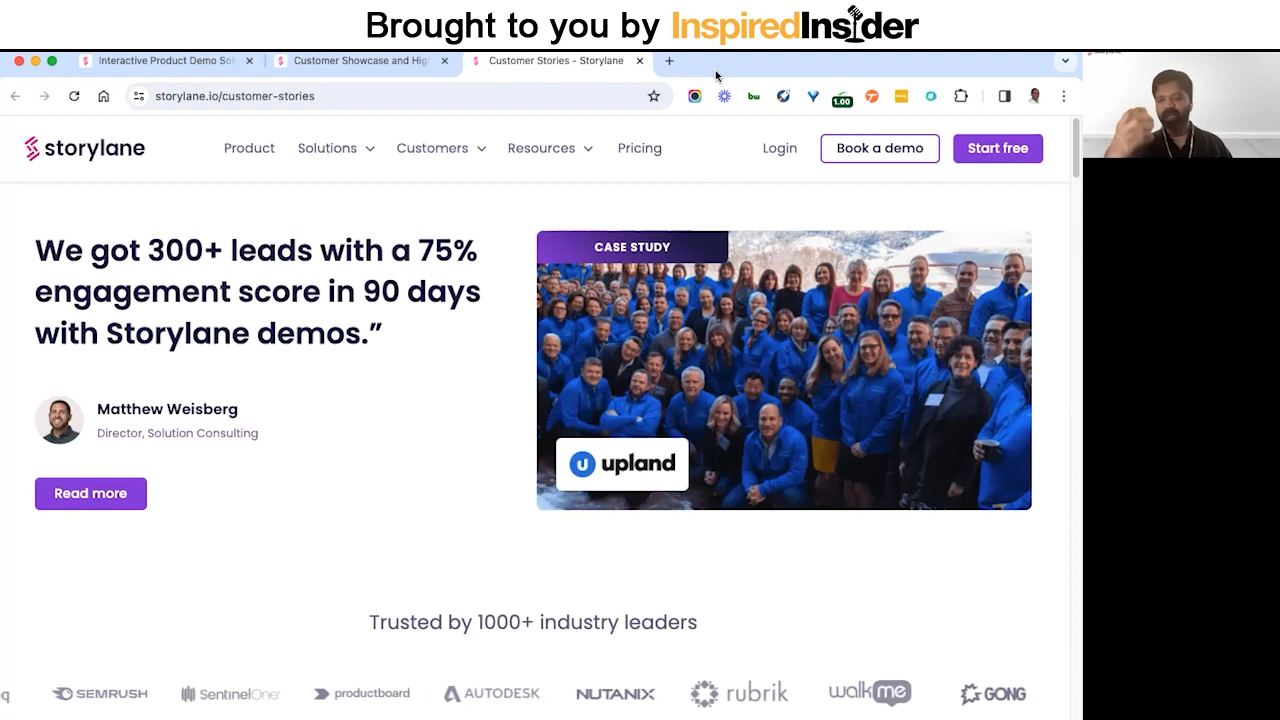 Brought to you by InspiredInsider
Interactive Product Demo Sof
Customer Showcase and Hig
Customer Stories - Storylane
storylane.io/customer-stories
bw
1.00
storylane
Product
Solutions
Customers
Resources
Pricing
Login
Book a demo
Start free
We got 300+ leads with a 75%
engagement score in 90 days
with Storylane demos.”
Matthew Weisberg
Director, Solution Consulting
Read more
CASE STUDY
upland
Trusted by 1000+ industry leaders
SEMRUSH
SentinelOne
productboard
AUTODESK
NUTANIX
rubrik
walkme
GONG